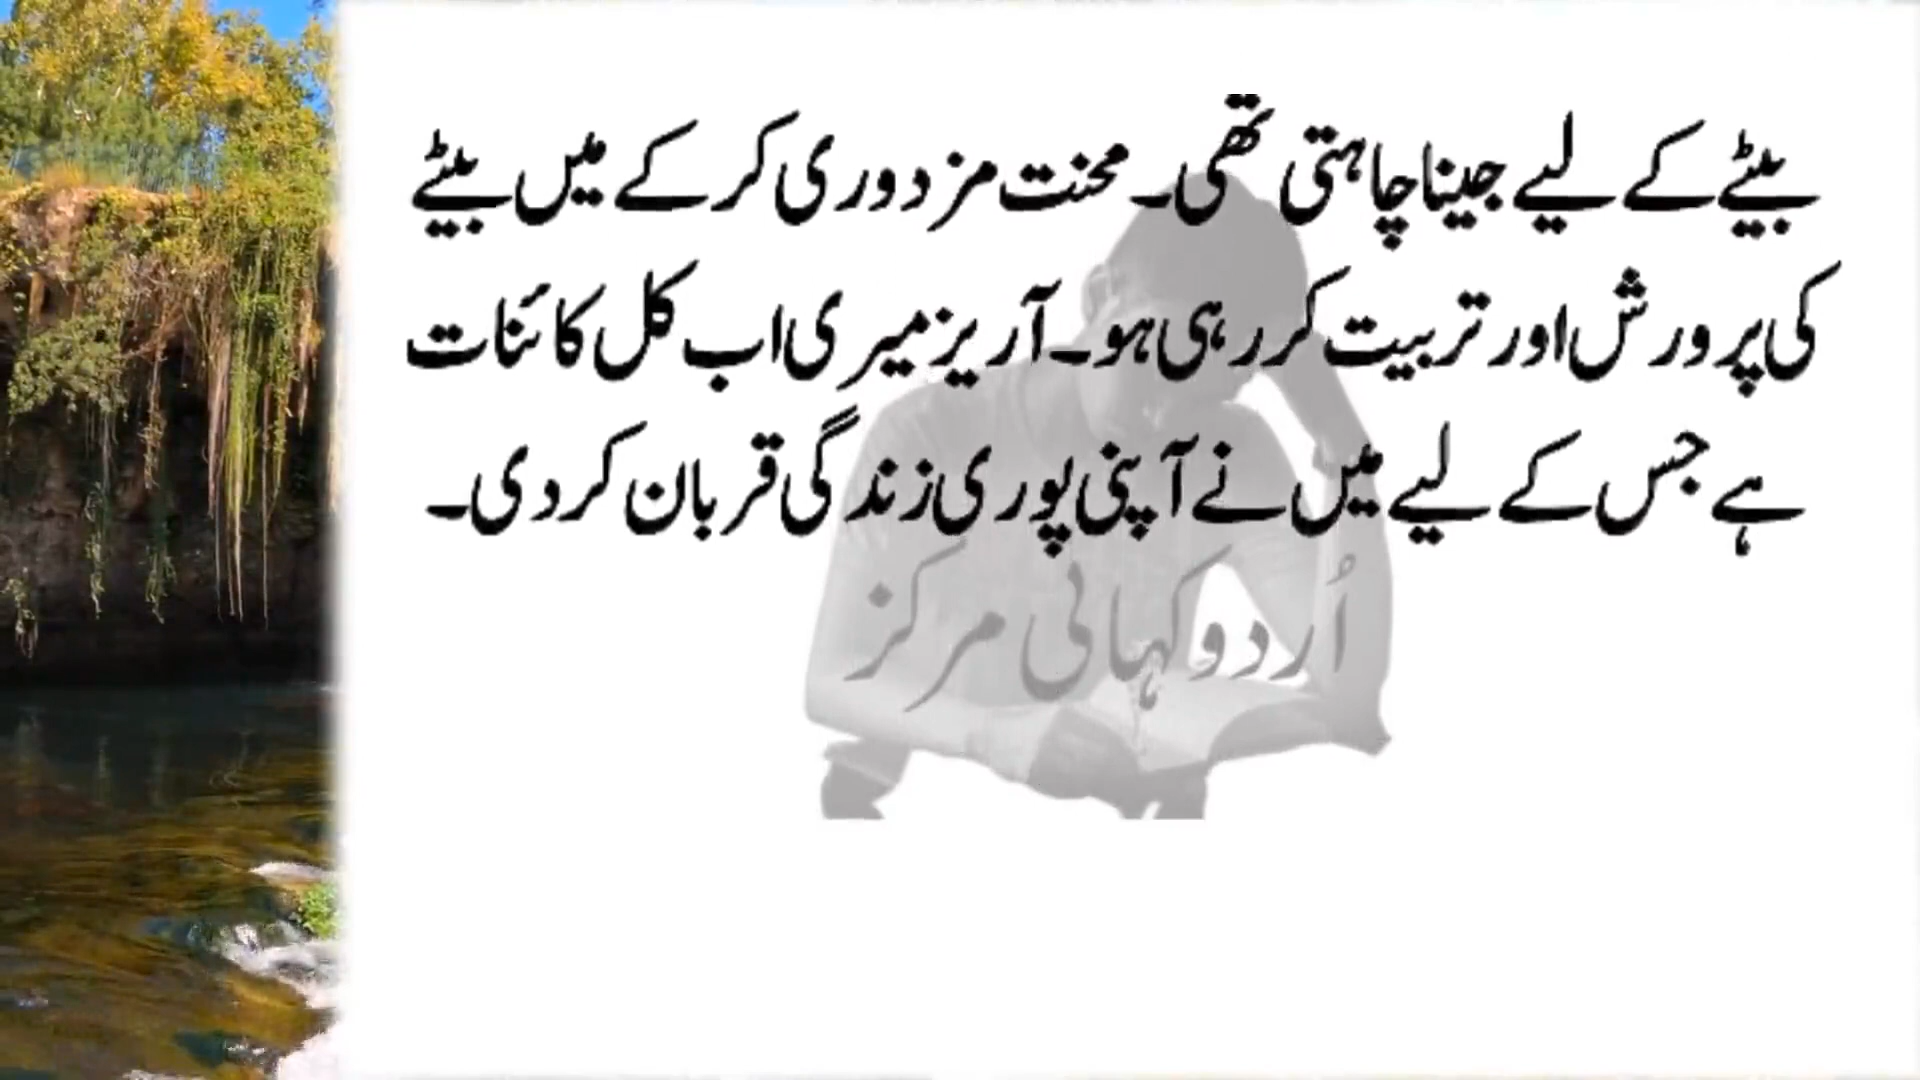 بیٹے کے لیے جینا چاہتی تھی۔ محنت مزدوری کر کے میں بیٹے
کی پرورش اور تربیت کر رہی ہو۔ آریز میری اب کل کائنات
ہے جس کے لیے میں نے آپنی پوری زندگی قربان کر دی۔
اُردو کہانی مرکز